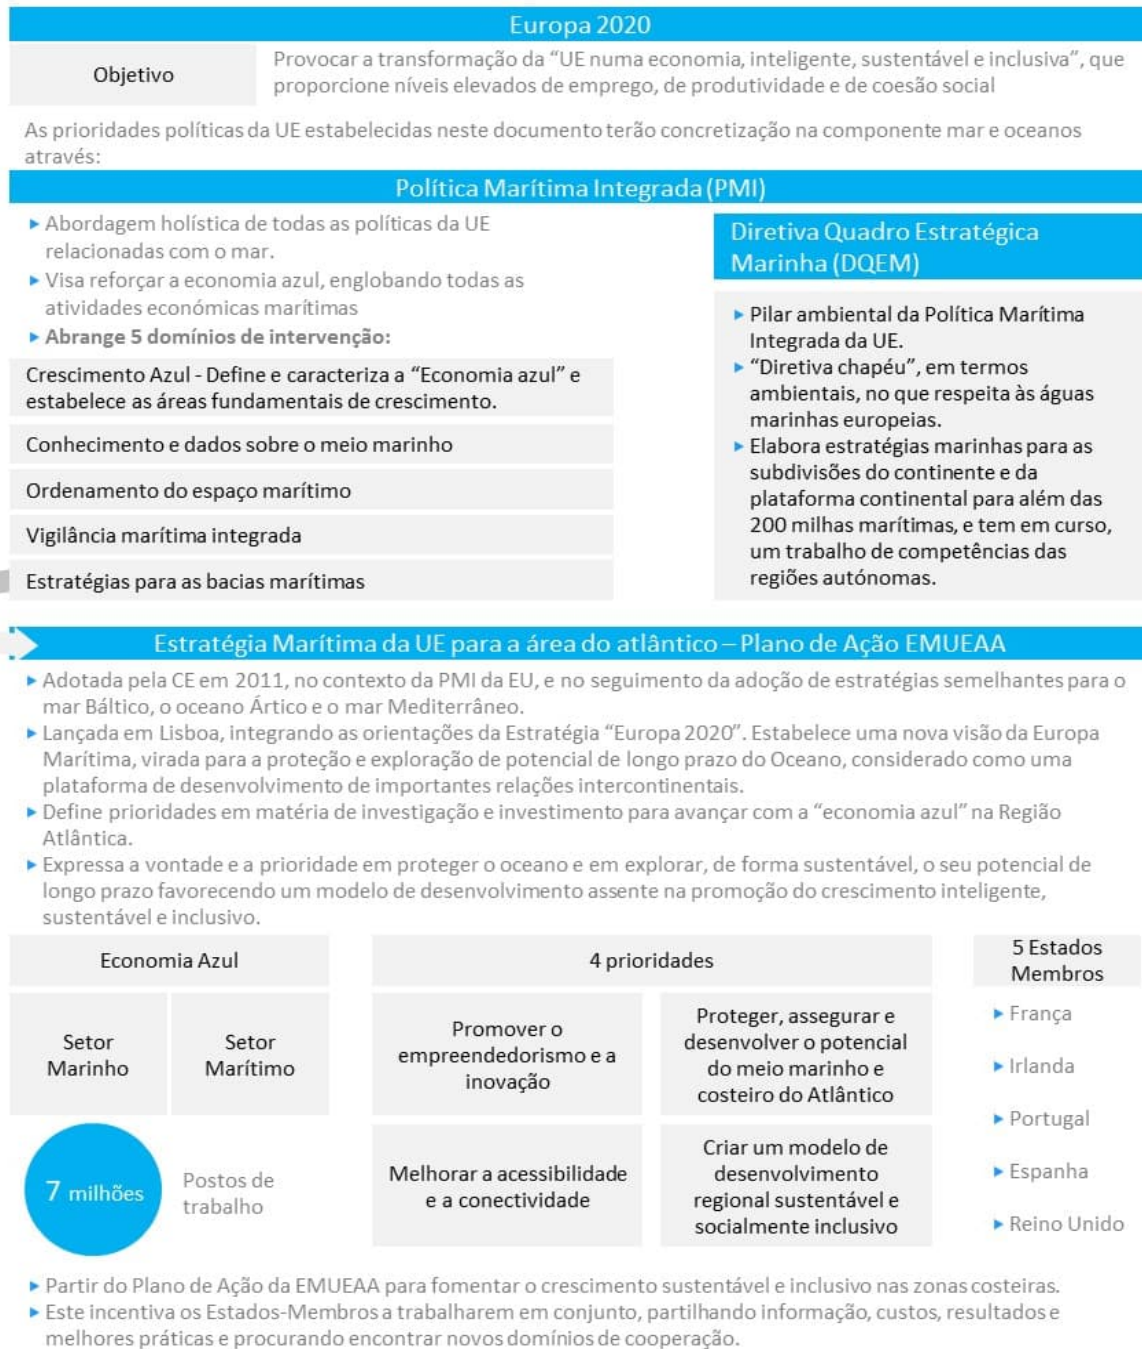 Europa 2020
Objetivo
Provocar a transformação da “UE numa economia, inteligente, sustentável e inclusiva”, que
proporcione níveis elevados de emprego, de produtividade e de coesão social
As prioridades políticas da UE estabelecidas neste documento terão concretização na componente mar e oceanos
através:
Política Marítima Integrada (PMI)
▸ Abordagem holística de todas as políticas da UE
relacionadas com o mar.
▸ Visa reforçar a economia azul, englobando todas as
atividades económicas marítimas
▸ Abrange 5 domínios de intervenção:
Crescimento Azul - Define e caracteriza a “Economia azul” e
estabelece as áreas fundamentais de crescimento.
Conhecimento e dados sobre o meio marinho
Ordenamento do espaço marítimo
Vigilância marítima integrada
Estratégias para as bacias marítimas
Diretiva Quadro Estratégica
Marinha (DQEM)
▸ Pilar ambiental da Política Marítima
Integrada da UE.
▸ “Diretiva chapéu”, em termos
ambientais, no que respeita às águas
marinhas europeias.
▸ Elabora estratégias marinhas para as
subdivisões do continente e da
plataforma continental para além das
200 milhas marítimas, e tem em curso,
um trabalho de competências das
regiões autónomas.
Estratégia Marítima da UE para a área do atlântico – Plano de Ação EMUEAA
▸ Adotada pela CE em 2011, no contexto da PMI da EU, e no seguimento da adoção de estratégias semelhantes para o
mar Báltico, o oceano Ártico e o mar Mediterrâneo.
▸ Lançada em Lisboa, integrando as orientações da Estratégia “Europa 2020”. Estabelece uma nova visão da Europa
Marítima, virada para a proteção e exploração de potencial de longo prazo do Oceano, considerado como uma
plataforma de desenvolvimento de importantes relações intercontinentais.
▸ Define prioridades em matéria de investigação e investimento para avançar com a “economia azul” na Região
Atlântica.
▸ Expressa a vontade e a prioridade em proteger o oceano e em explorar, de forma sustentável, o seu potencial de
longo prazo favorecendo um modelo de desenvolvimento assente na promoção do crescimento inteligente,
sustentável e inclusivo.
Economia Azul
Setor
Marinho
Setor
Marítimo
7 milhões
Postos de
trabalho
4 prioridades
Promover o
empreendedorismo e a
inovação
Proteger, assegurar e
desenvolver o potencial
do meio marinho e
costeiro do Atlântico
Melhorar a acessibilidade
e a conectividade
Criar um modelo de
desenvolvimento
regional sustentável e
socialmente inclusivo
5 Estados
Membros
▸ França
▸ Irlanda
▸ Portugal
▸ Espanha
▸ Reino Unido
▸ Partir do Plano de Ação da EMUEAA para fomentar o crescimento sustentável e inclusivo nas zonas costeiras.
▸ Este incentiva os Estados-Membros a trabalharem em conjunto, partilhando informação, custos, resultados e
melhores práticas e procurando encontrar novos domínios de cooperação.